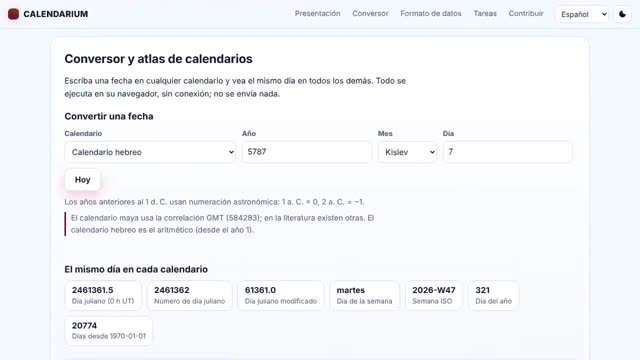 CALENDARIUM
Presentación Conversor Formato de datos Tareas Contribuir Español
Conversor y atlas de calendarios
Escriba una fecha en cualquier calendario y vea el mismo día en todos los demás. Todo se
ejecuta en su navegador, sin conexión; no se envía nada.
Convertir una fecha
Calendario Año Mes Día
Calendario hebreo 5787 Kislev 7
Hoy
Los años anteriores al 1 d. C. usan numeración astronómica: 1 a. C. = 0, 2 a. C. = −1.
El calendario maya usa la correlación GMT (584283); en la literatura existen otras. El
calendario hebreo es el aritmético (desde el año 1).
El mismo día en cada calendario
2461361.5 2461362 61361.0 martes 2026-W47 321
Día juliano (0 h UT) Número de día juliano Día juliano modificado Día de la semana Semana ISO Día del año
20774
Días desde 1970-01-01